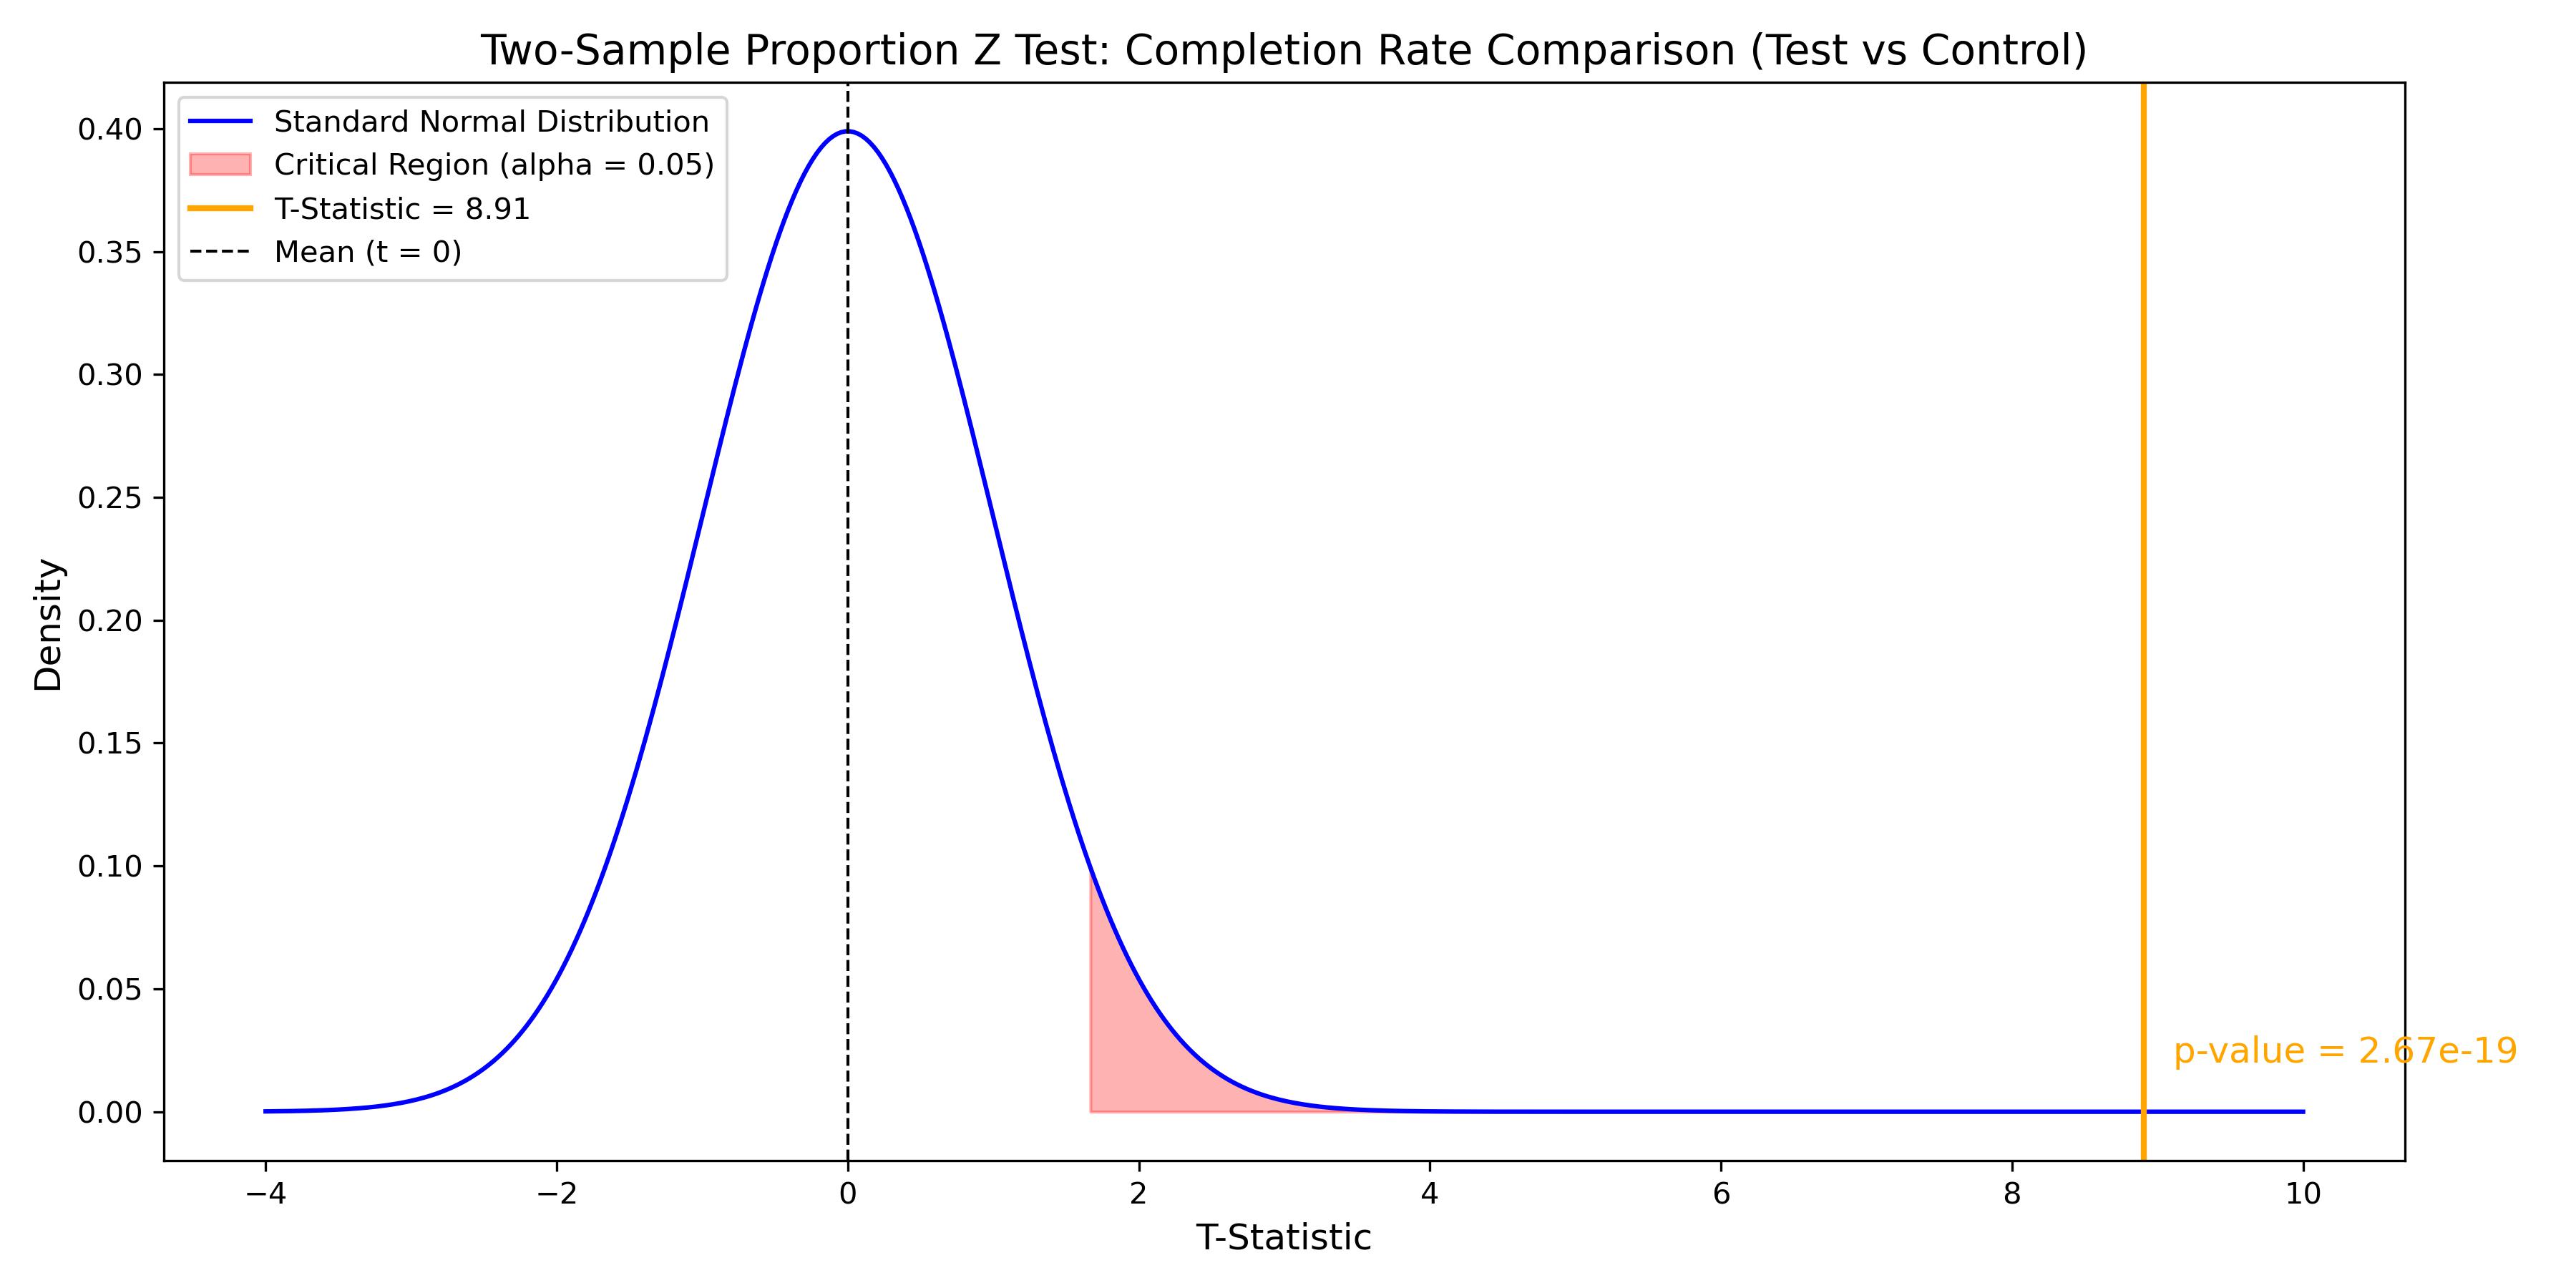 Two-Sample Proportion Z Test: Completion Rate Comparison (Test vs Control)
Standard Normal Distribution
Critical Region (alpha = 0.05)
T-Statistic = 8.91
Mean (t = 0)
0.40
0.35
0.30
0.25
0.20
0.15
0.10
0.05
0.00
Density
p-value = 2.67e-19
−4
−2
0
2
4
6
8
10
T-Statistic